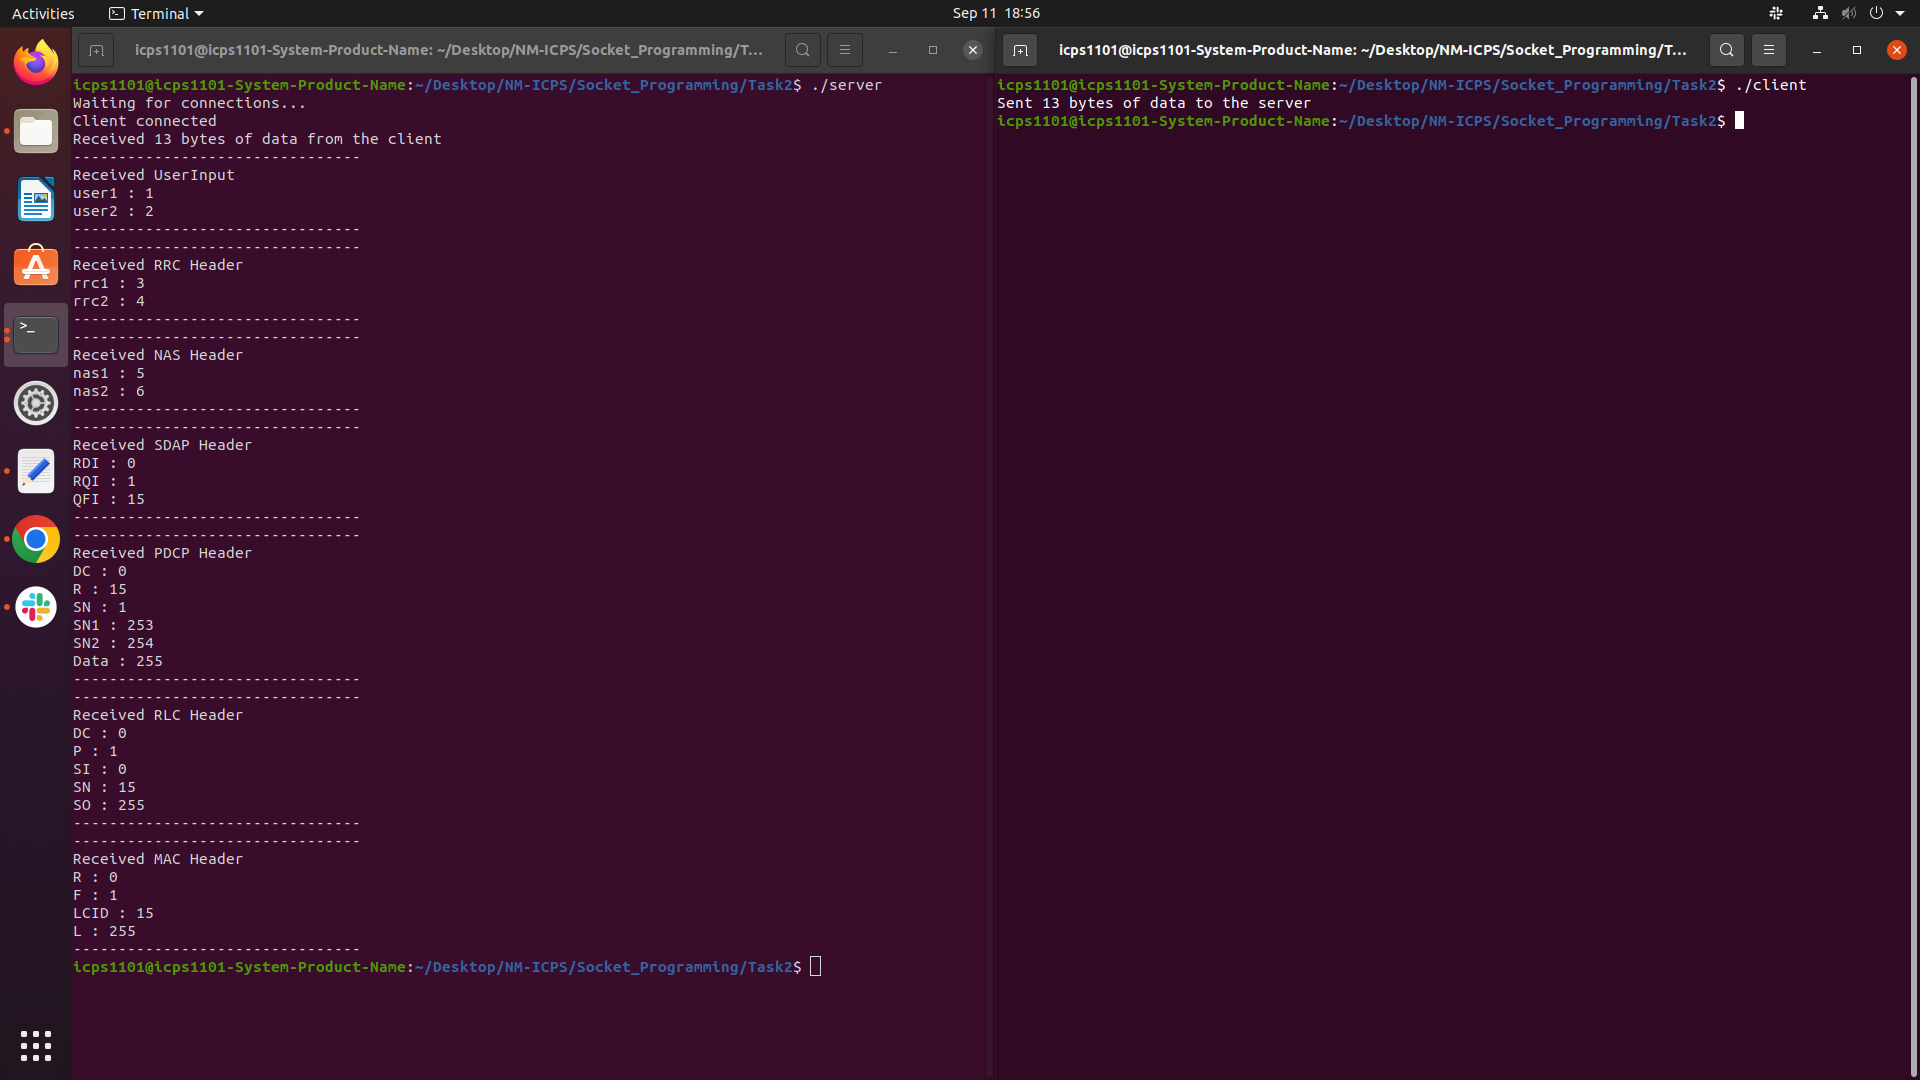 Activities
Terminal
Sep 11 18:56
icps1101@icps1101-System-Product-Name: ~/Desktop/NM-ICPS/Socket_Programming/T...
icps1101@icps1101-System-Product-Name:~/Desktop/NM-ICPS/Socket_Programming/Task2$ ./server
Waiting for connections...
Client connected
Received 13 bytes of data from the client
--------------------------------
Received UserInput
user1 : 1
user2 : 2
--------------------------------
--------------------------------
Received RRC Header
rrc1 : 3
rrc2 : 4
--------------------------------
--------------------------------
Received NAS Header
nas1 : 5
nas2 : 6
--------------------------------
--------------------------------
Received SDAP Header
RDI : 0
RQI : 1
QFI : 15
--------------------------------
--------------------------------
Received PDCP Header
DC : 0
R : 15
SN : 1
SN1 : 253
SN2 : 254
Data : 255
--------------------------------
--------------------------------
Received RLC Header
DC : 0
P : 1
SI : 0
SN : 15
SO : 255
--------------------------------
--------------------------------
Received MAC Header
R : 0
F : 1
LCID : 15
L : 255
--------------------------------
icps1101@icps1101-System-Product-Name:~/Desktop/NM-ICPS/Socket_Programming/Task2$
icps1101@icps1101-System-Product-Name: ~/Desktop/NM-ICPS/Socket_Programming/T...
icps1101@icps1101-System-Product-Name:~/Desktop/NM-ICPS/Socket_Programming/Task2$ ./client
Sent 13 bytes of data to the server
icps1101@icps1101-System-Product-Name:~/Desktop/NM-ICPS/Socket_Programming/Task2$